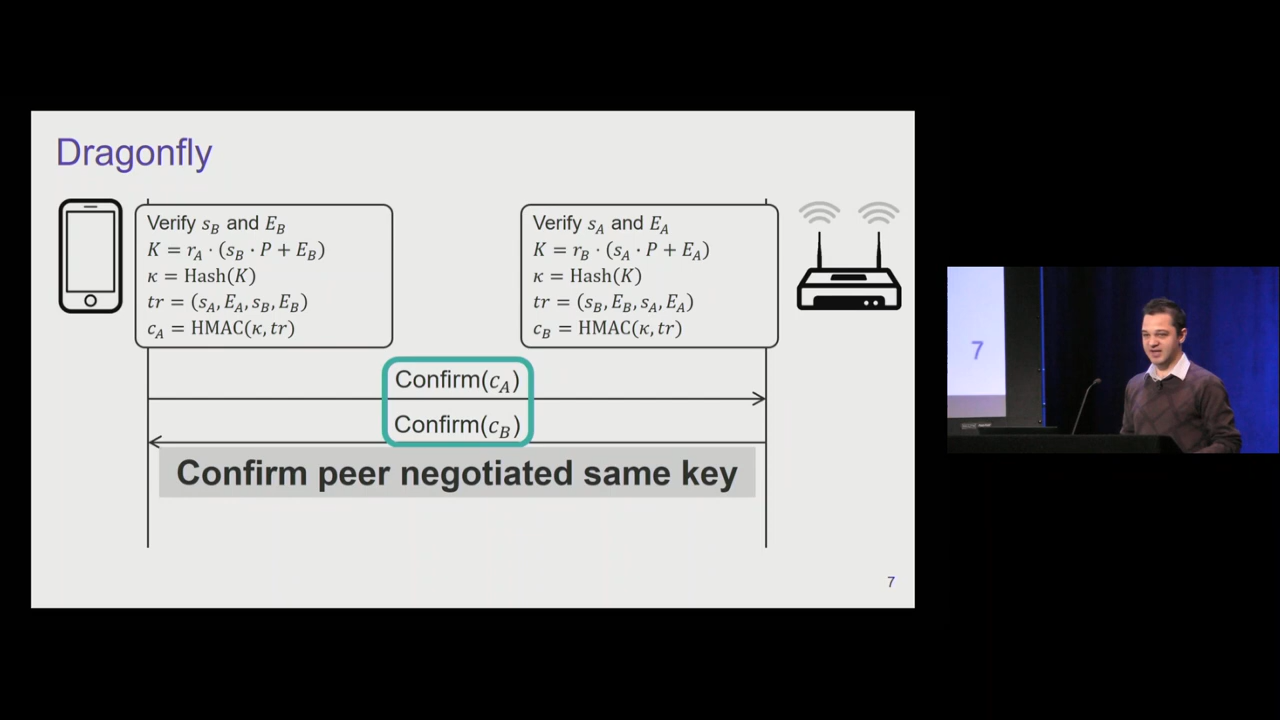 Dragonfly
Verify s_B and E_B
K = r_A · (s_B · P + E_B)
κ = Hash(K)
tr = (s_A, E_A, s_B, E_B)
c_A = HMAC(κ, tr)
Verify s_A and E_A
K = r_B · (s_A · P + E_A)
κ = Hash(K)
tr = (s_B, E_B, s_A, E_A)
c_B = HMAC(κ, tr)
Confirm(c_A)
Confirm(c_B)
Confirm peer negotiated same key
7
7